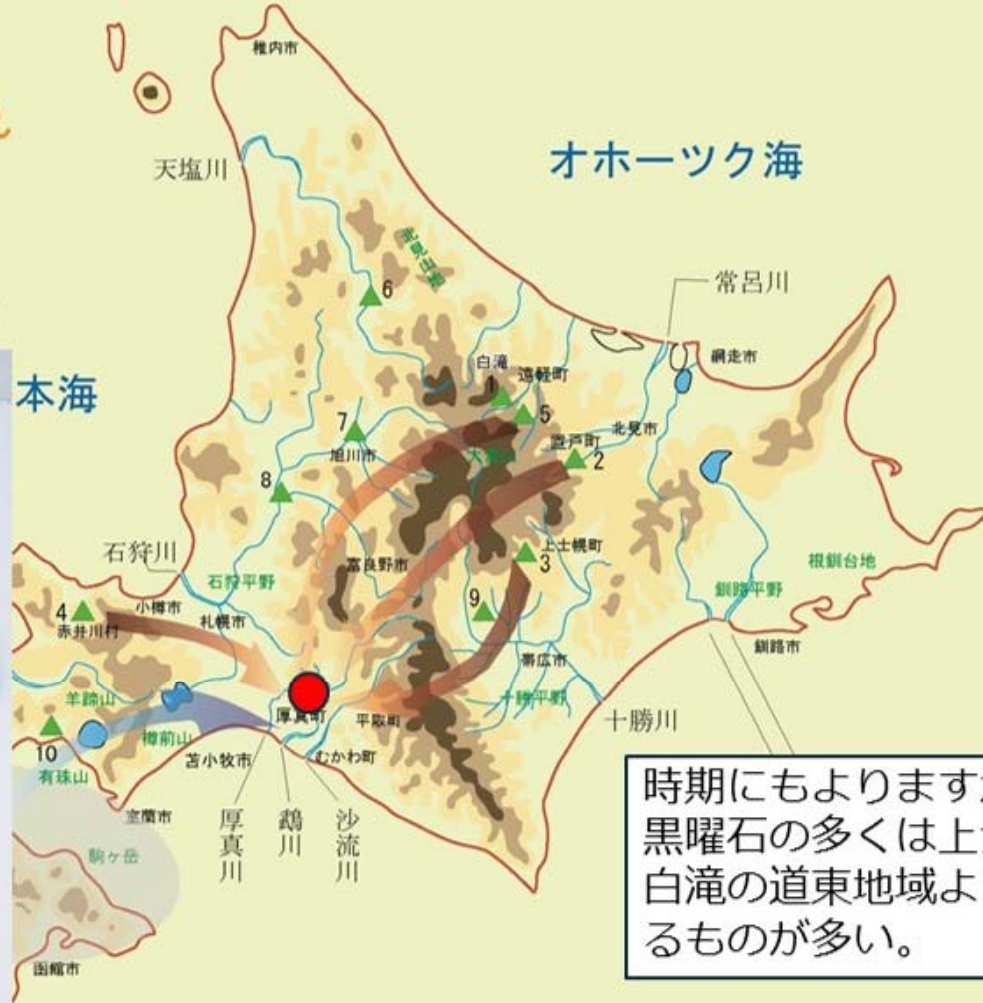 稚内市
天塩川
オホーツク海
北見山地
常呂川
6
白滝
遠軽町
網走市
1
5
本海
7
旭川市
北見市
置戸町
2
8
石狩川
上士幌町
3
富良野市
石狩平野
根釧台地
釧路平野
4
小樽市
赤井川村
札幌市
9
釧路市
帯広市
十勝平野
羊蹄山
厚真町
平取町
十勝川
10
樽前山
有珠山
苫小牧市
むかわ町
室蘭市
厚真川
鵡川
沙流川
駒ヶ岳
函館市
時期にもよります
黒曜石の多くは上
白滝の道東地域よ
るものが多い。